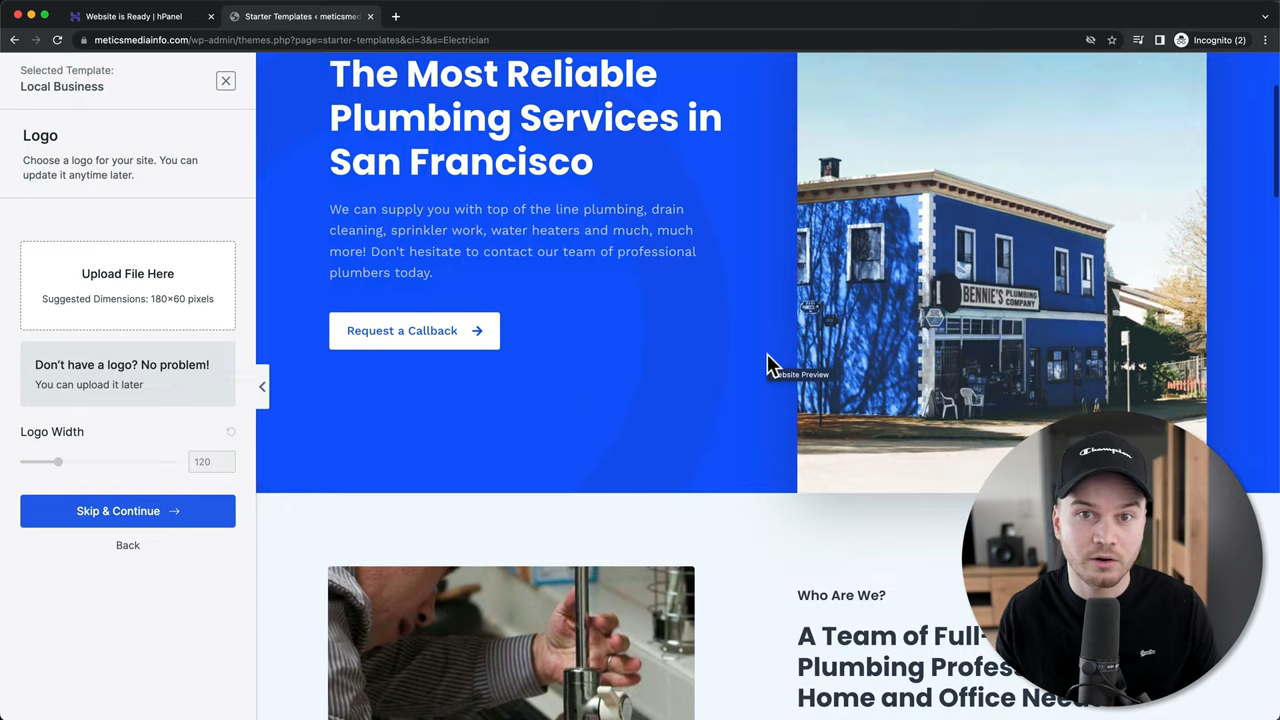 Website is Ready | hPanel
Starter Templates ‹ meticsmed
meticsmediainfo.com/wp-admin/themes.php?page=starter-templates&ci=3&s=Electrician
Incognito (2)
Selected Template:
Local Business
Logo
Choose a logo for your site. You can
update it anytime later.
Upload File Here
Suggested Dimensions: 180×60 pixels
Don't have a logo? No problem!
You can upload it later
Logo Width
120
Skip & Continue
Back
The Most Reliable
Plumbing Services in
San Francisco
We can supply you with top of the line plumbing, drain
cleaning, sprinkler work, water heaters and much, much
more! Don't hesitate to contact our team of professional
plumbers today.
Request a Callback
BENNIE'S PLUMBING
COMPANY
ebsite Preview
Champion
Who Are We?
A Team of Full-
Plumbing Profes
Home and Office Nee